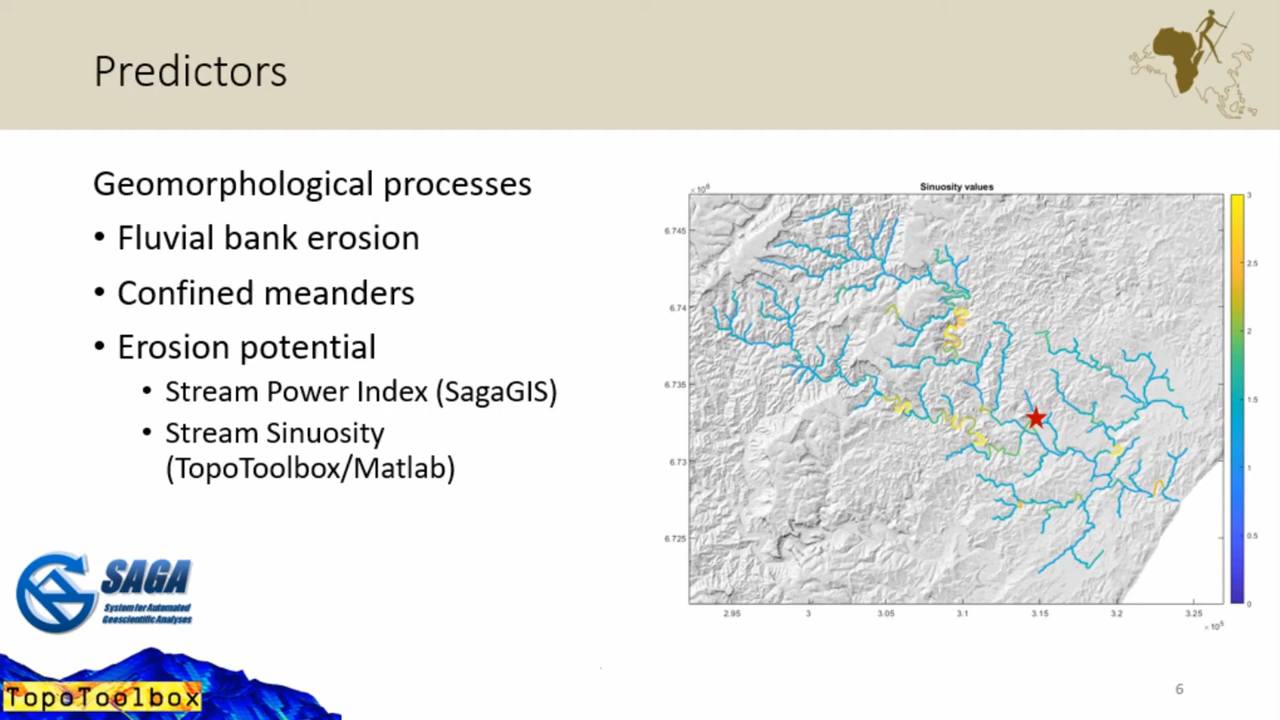 Predictors
Geomorphological processes
• Fluvial bank erosion
• Confined meanders
• Erosion potential
• Stream Power Index (SagaGIS)
• Stream Sinuosity
(TopoToolbox/Matlab)
SAGA
System for Automated
Geoscientific Analyses
TopoToolbox
Sinuosity values
×10⁶
6.745
6.74
6.735
6.73
6.725
2.95
3
3.05
3.1
3.15
3.2
3.25
×10⁵
3
2.5
2
1.5
1
0.5
0
6